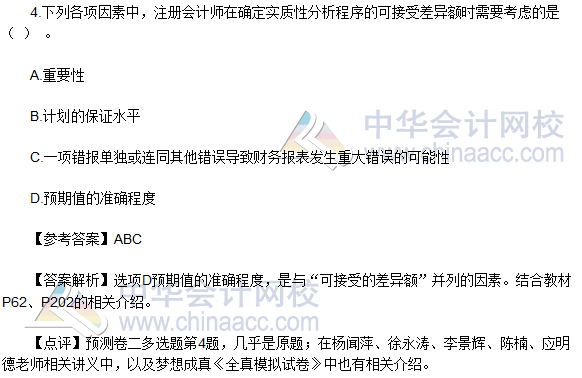 4.下列各项因素中，注册会计师在确定实质性分析程序的可接受差异额时需要考虑的是
（ ） 。
A.重要性
B.计划的保证水平
中华会计网校
www.chinaacc.com
C.一项错报单独或连同其他错误导致财务报表发生重大错误的可能性
D.预期值的准确程度
【参考答案】ABC
【答案解析】选项D预期值的准确程度，是与“可接受的差异额”并列的因素。结合教材
P62、P202的相关介绍。
中华会计网校
www.chinaacc.com
【点评】预测卷二多选题第4题，几乎是原题；在杨闻萍、徐永涛、李景辉、陈楠、应明
德老师相关讲义中，以及梦想成真《全真模拟试卷》中也有相关介绍。